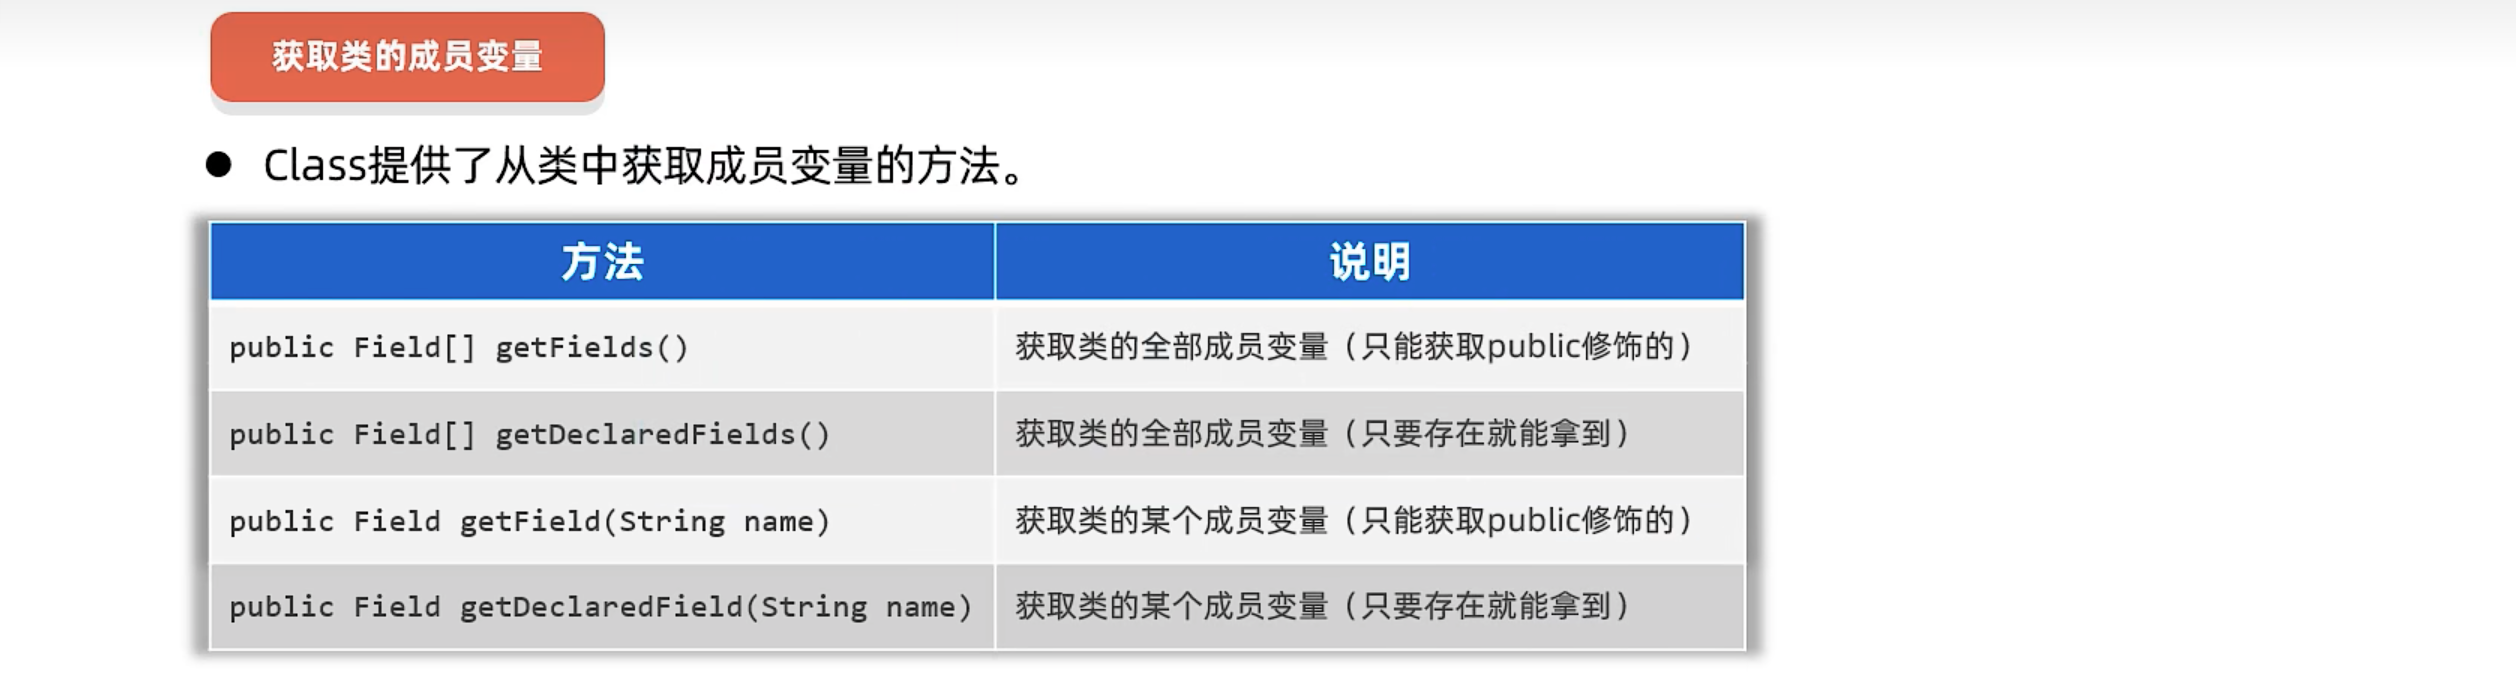 获取类的成员变量
● Class提供了从类中获取成员变量的方法。
方法 说明
public Field[] getFields() 获取类的全部成员变量（只能获取public修饰的）
public Field[] getDeclaredFields() 获取类的全部成员变量（只要存在就能拿到）
public Field getField(String name) 获取类的某个成员变量（只能获取public修饰的）
public Field getDeclaredField(String name) 获取类的某个成员变量（只要存在就能拿到）